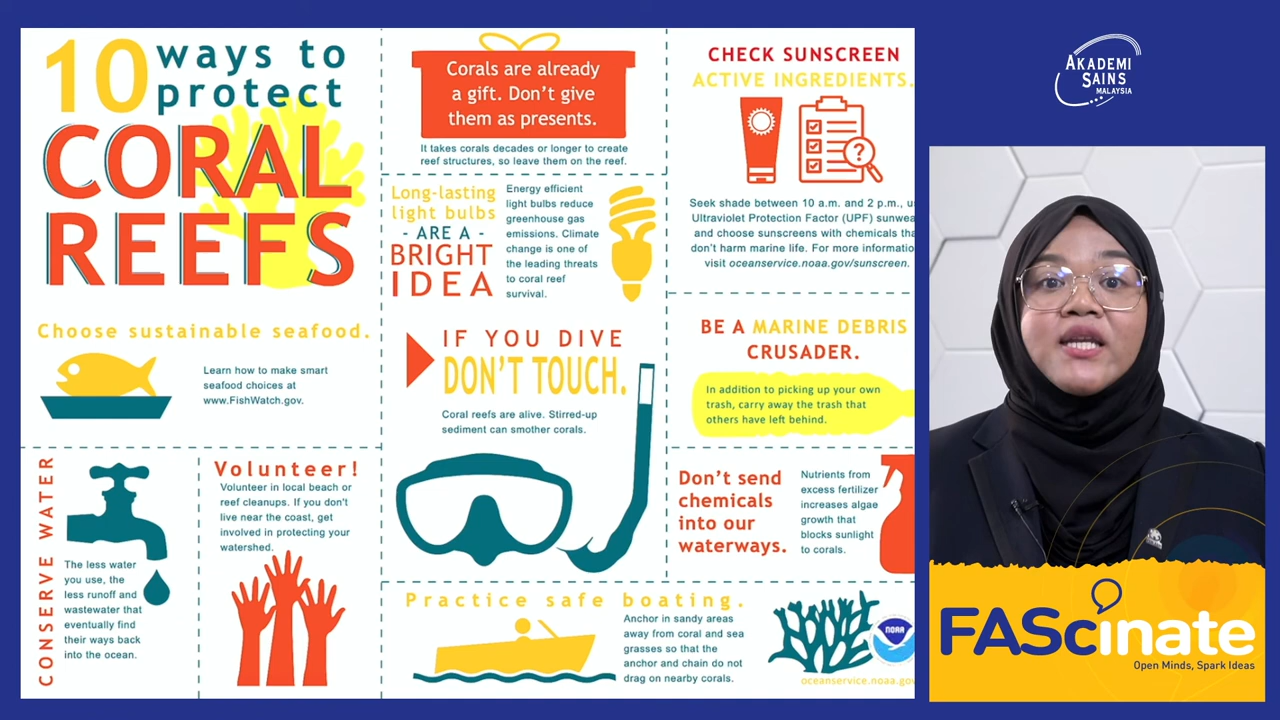 10 ways to
protect
CORAL
REEFS
Choose sustainable seafood.
Learn how to make smart
seafood choices at
www.FishWatch.gov.
CONSERVE WATER
The less water
you use, the
less runoff and
wastewater that
eventually find
their ways back
into the ocean.
Volunteer!
Volunteer in local beach or
reef cleanups. If you don't
live near the coast, get
involved in protecting your
watershed.
Corals are already
a gift. Don't give
them as presents.
It takes corals decades or longer to create
reef structures, so leave them on the reef.
Long-lasting
light bulbs
- ARE A -
BRIGHT
IDEA
Energy efficient
light bulbs reduce
greenhouse gas
emissions. Climate
change is one of
the leading threats
to coral reef
survival.
IF YOU DIVE
DON'T TOUCH.
Coral reefs are alive. Stirred-up
sediment can smother corals.
Practice safe boating.
Anchor in sandy areas
away from coral and sea
grasses so that the
anchor and chain do not
drag on nearby corals.
CHECK SUNSCREEN
ACTIVE INGREDIENTS.
?
Seek shade between 10 a.m. and 2 p.m.,
Ultraviolet Protection Factor (UPF)
and choose sunscreens with chemicals
don't harm marine life. For more
visit oceanservice.noaa.gov/sunscreen.
BE A MARINE DEBRIS
CRUSADER.
In addition to picking up your own
trash, carry away the trash that
others have left behind.
Don't send
chemicals
into our
waterways.
Nutrients from
excess fertilizer
increases algae
growth that
blocks sunlight
to corals.
NOAA
oceanservice.noaa.gov
AKADEMI
SAINS
MALAYSIA
FAScinate
Open Minds, Spark Ideas